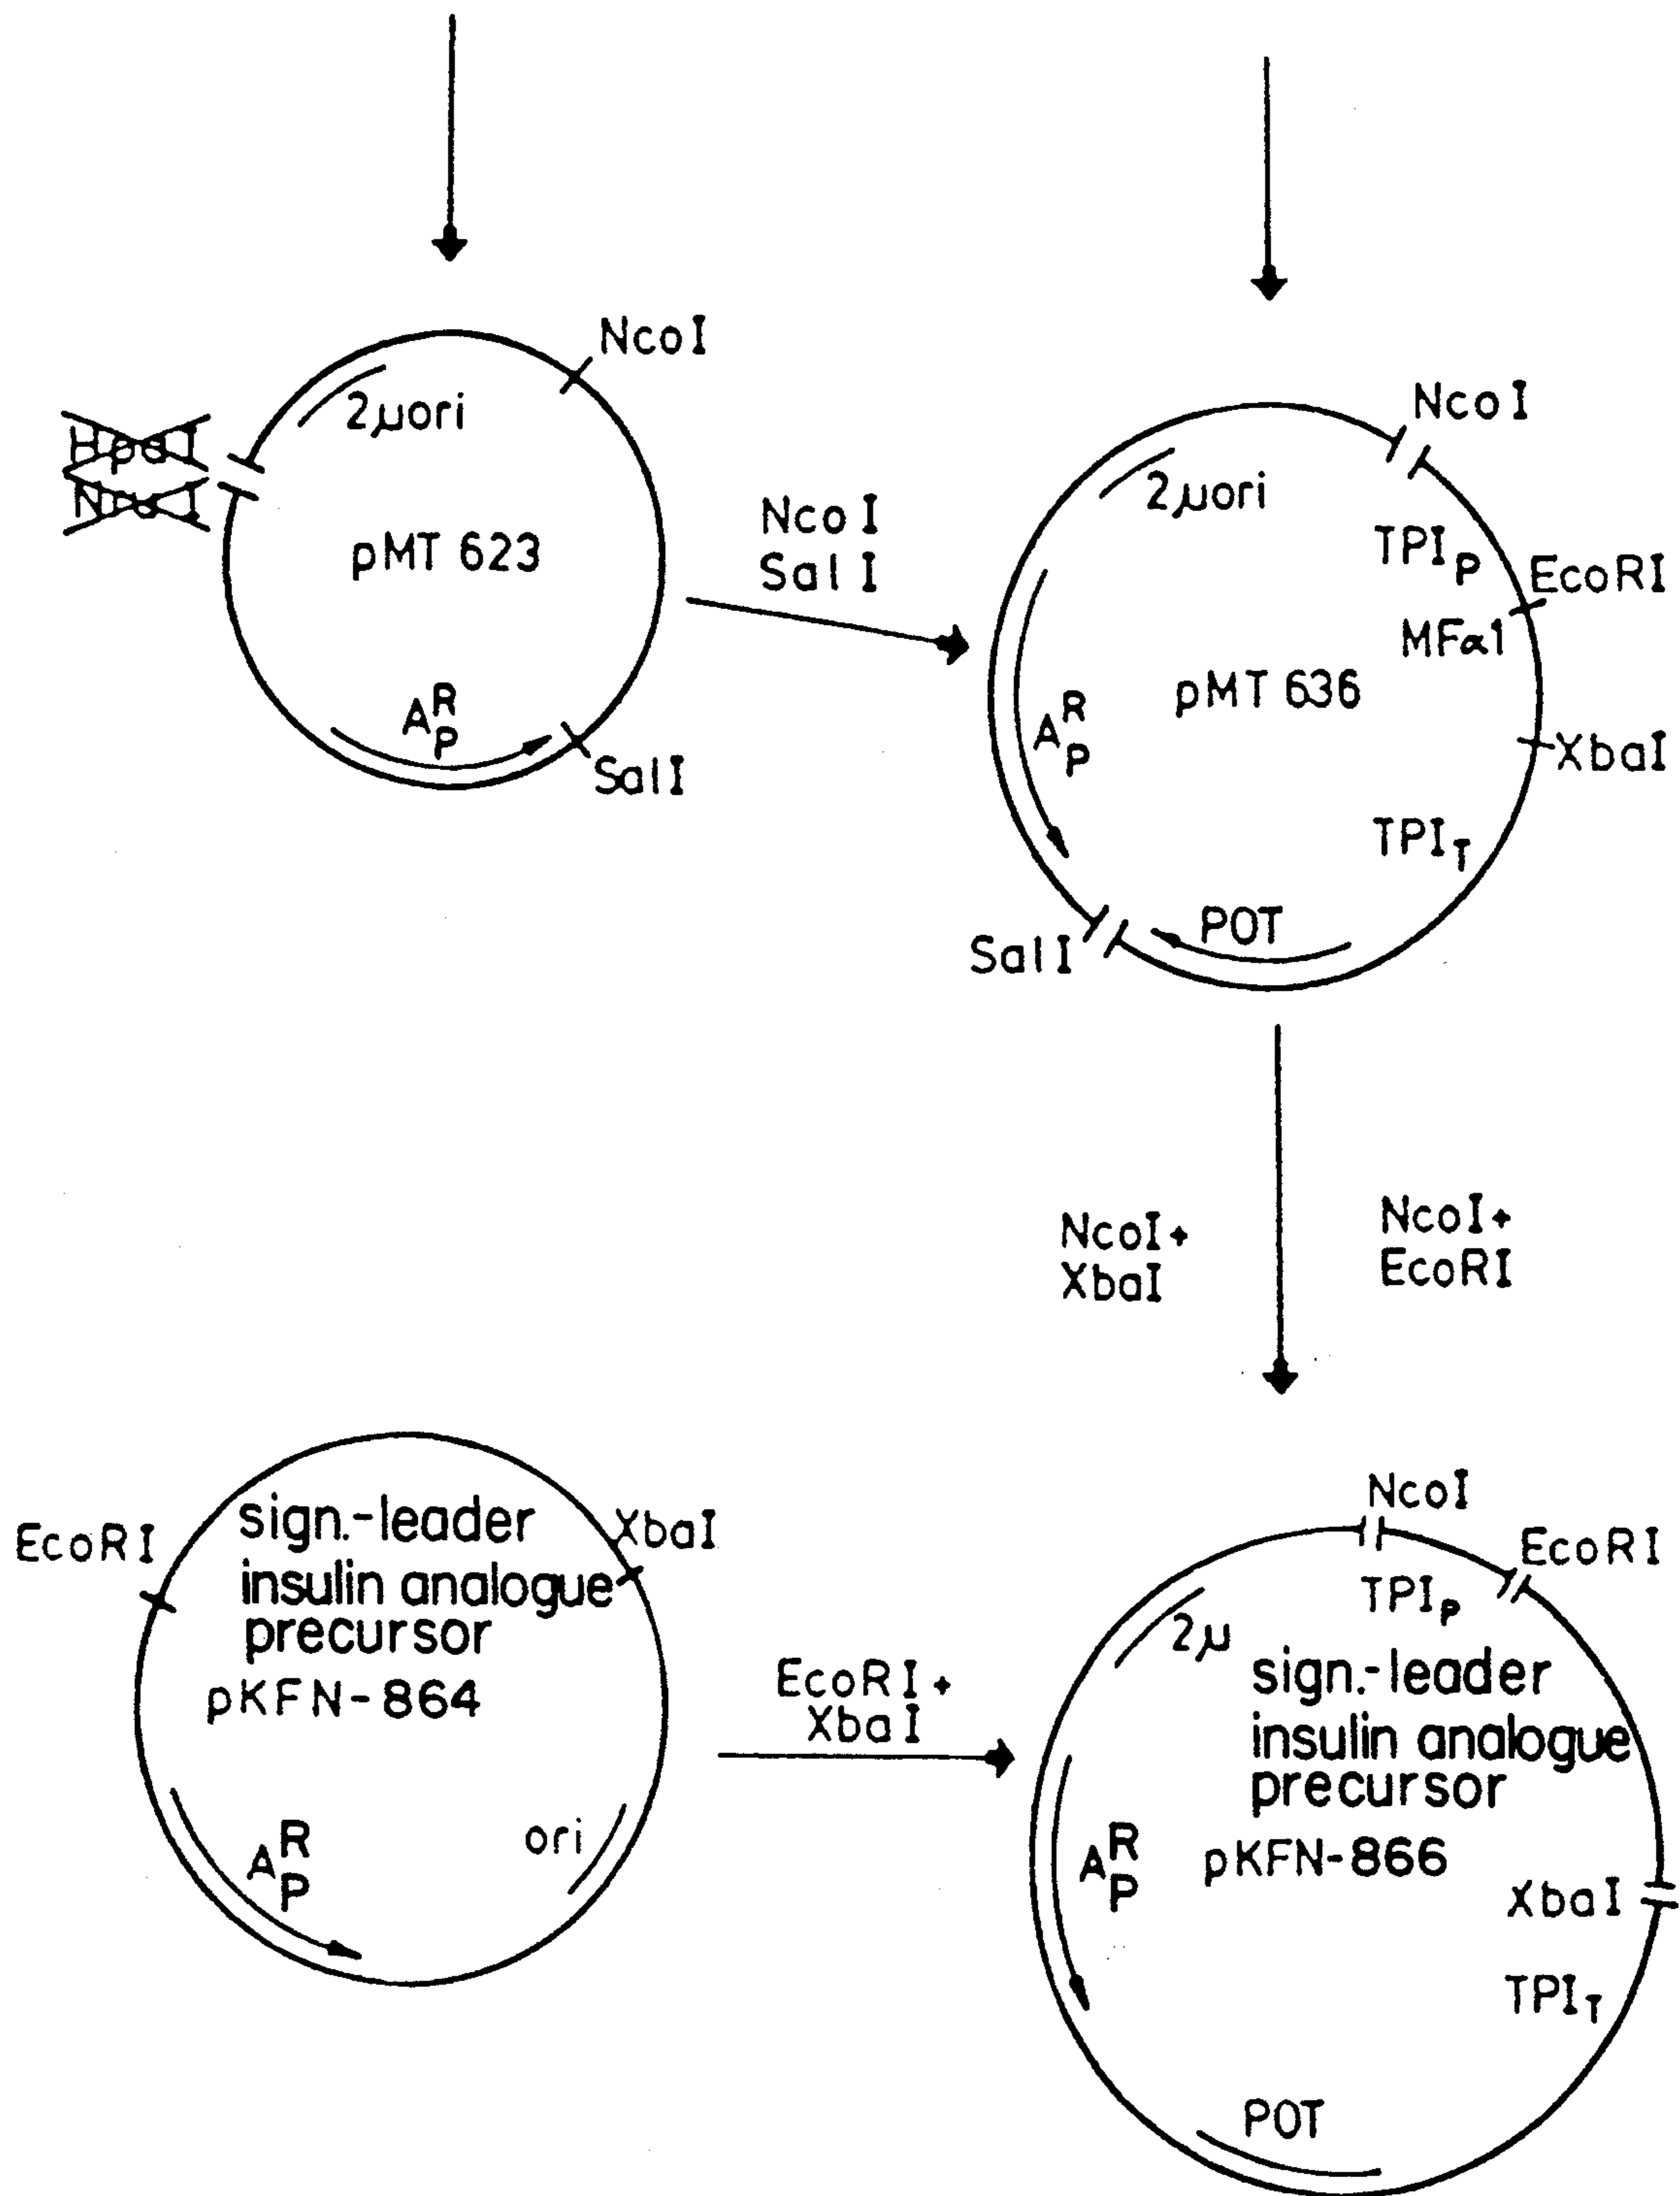 NcoI
2μori
HpaI
pMT 623
A R P
SalI
NcoI
Sal I
NcoI
2μori
TPI P
EcoRI
MFα1
pMT 636
A R P
XbaI
TPI T
POT
SalI
NcoI+
XbaI
NcoI+
EcoRI
EcoRI
sign.-leader
XbaI
insulin analogue
precursor
pKFN-864
A R P
ori
EcoRI+
XbaI
NcoI
EcoRI
TPI P
2μ
sign.-leader
insulin analogue
precursor
A R P
pKFN-866
XbaI
TPI T
POT